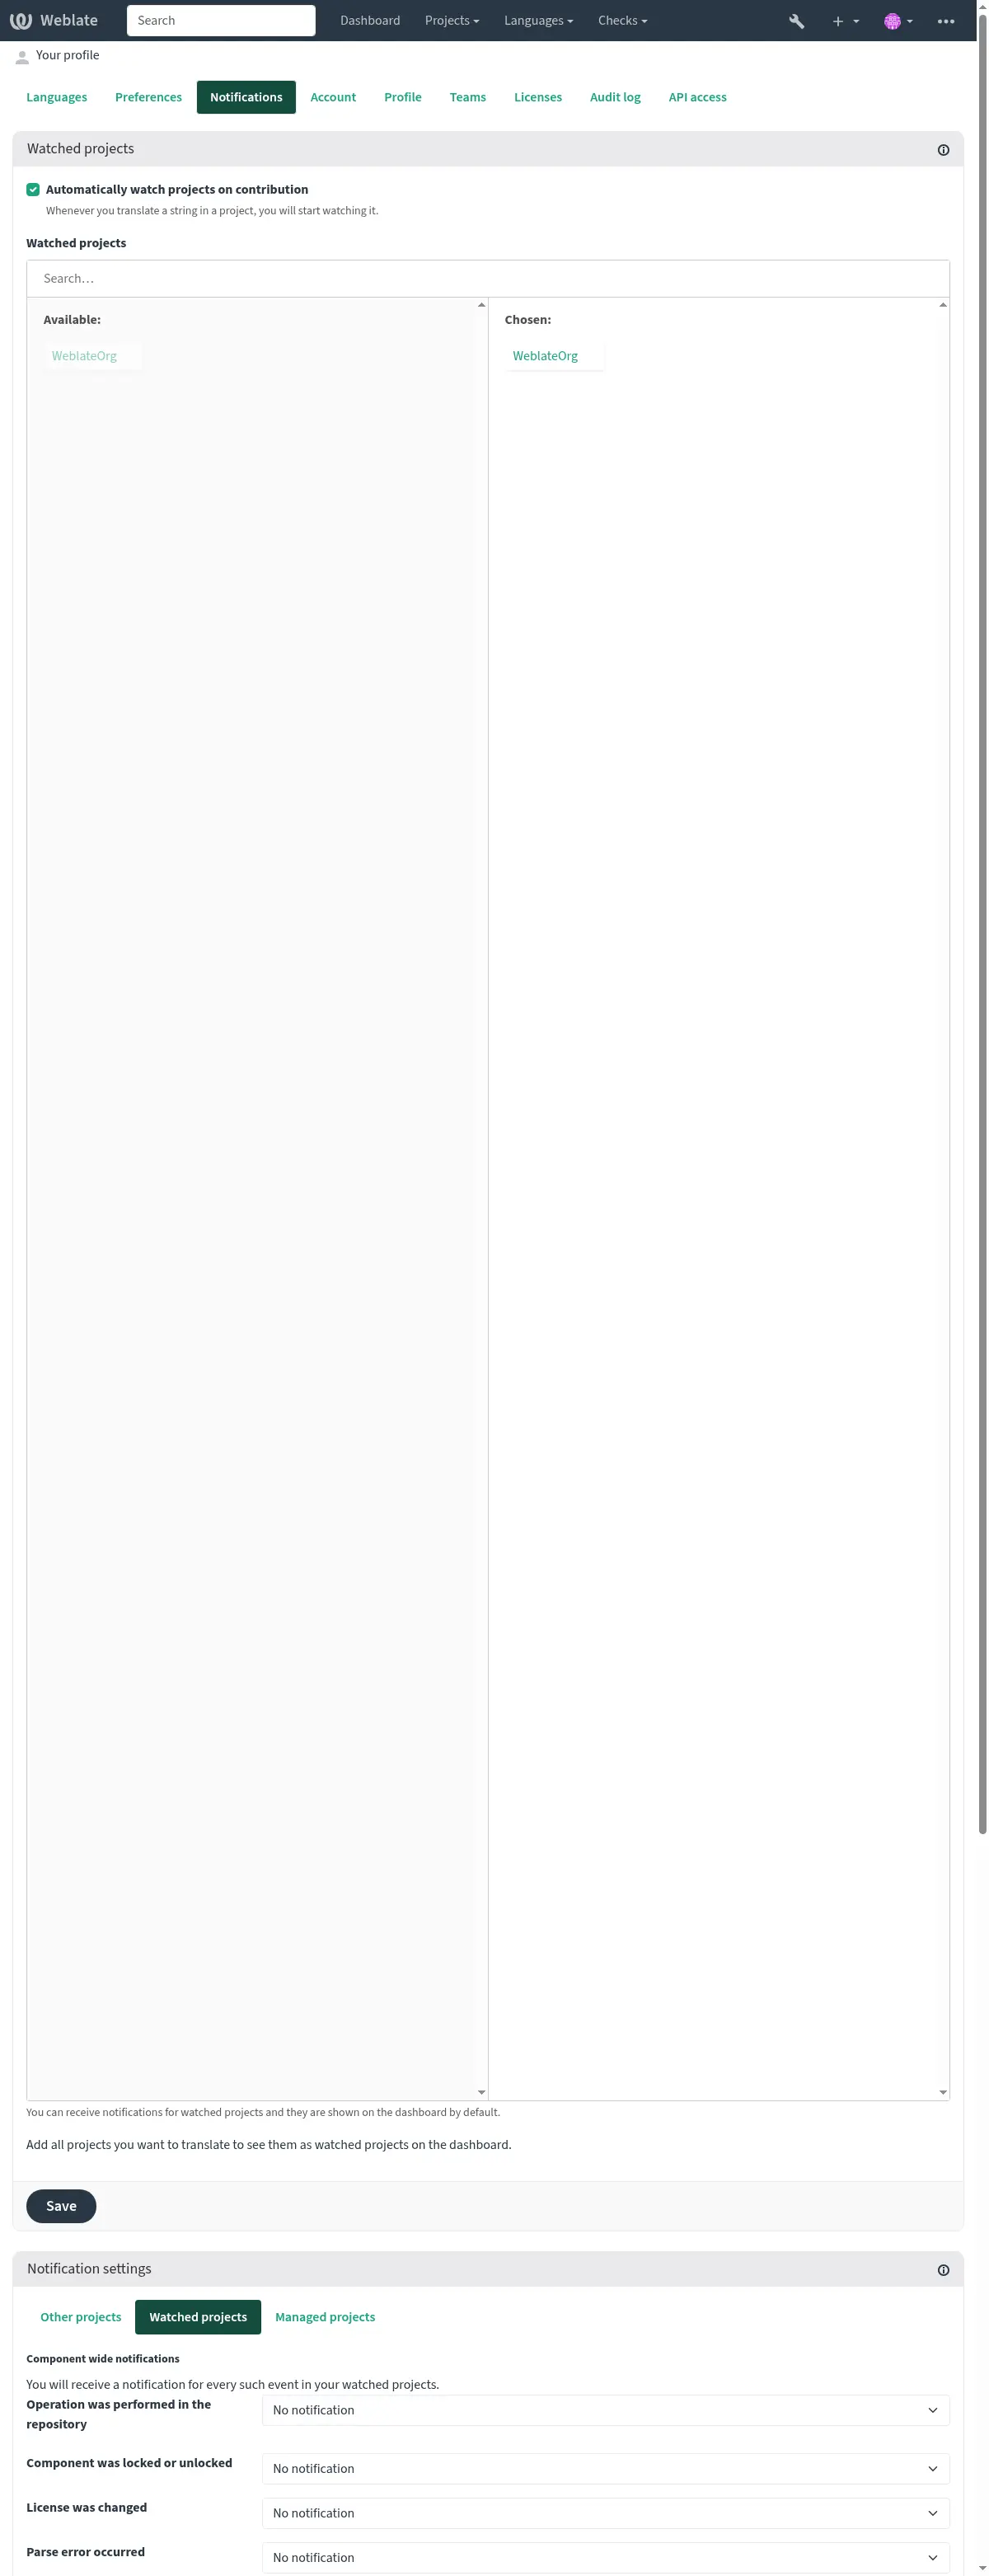 Weblate
Search
Dashboard
Projects
Languages
Checks
Your profile
Languages
Preferences
Notifications
Account
Profile
Teams
Licenses
Audit log
API access
Watched projects
Automatically watch projects on contribution
Whenever you translate a string in a project, you will start watching it.
Watched projects
Search…
Available:
WeblateOrg
Chosen:
WeblateOrg
You can receive notifications for watched projects and they are shown on the dashboard by default.
Add all projects you want to translate to see them as watched projects on the dashboard.
Save
Notification settings
Other projects
Watched projects
Managed projects
Component wide notifications
You will receive a notification for every such event in your watched projects.
Operation was performed in the
repository
No notification
Component was locked or unlocked
No notification
License was changed
No notification
Parse error occurred
No notification